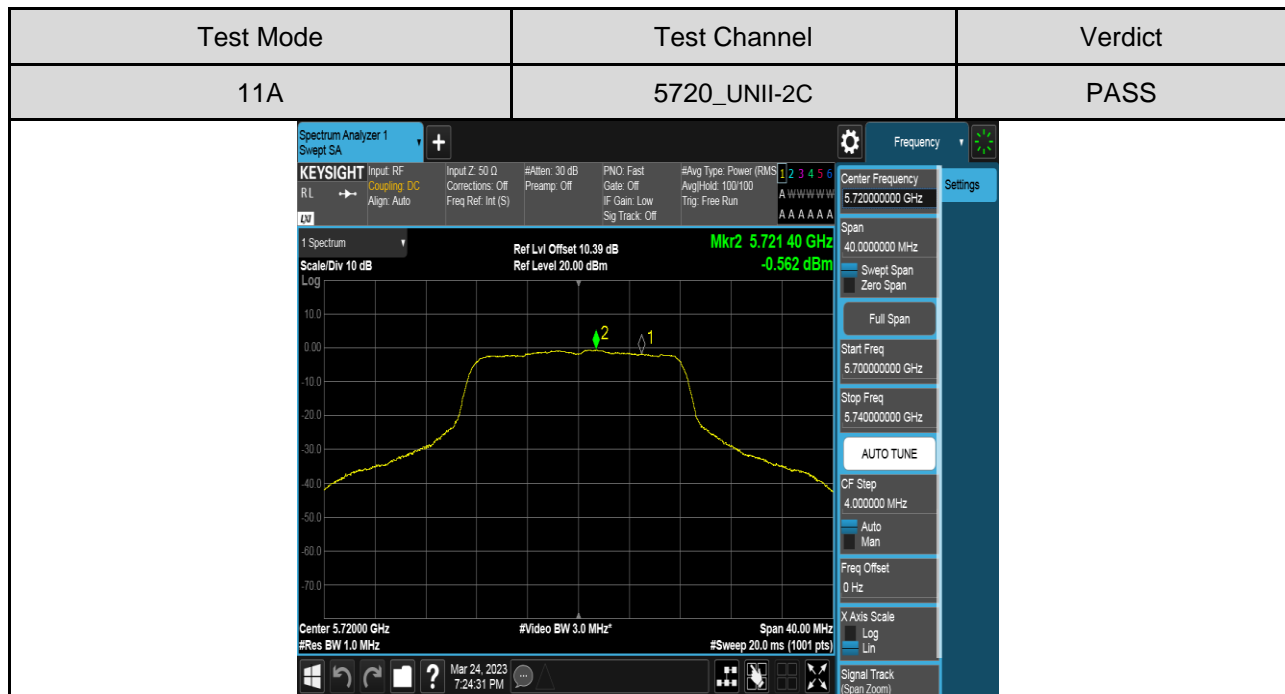 Test Mode Test Channel Verdict
11A 5720_UNII-2C PASS
Spectrum Analyzer 1
Swept SA
+
Frequency
KEYSIGHT
RL
LXI
Input: RF
Coupling: DC
Align: Auto
Input Z: 50 Ω
Corrections: Off
Freq Ref: Int (S)
#Atten: 30 dB
Preamp: Off
PNO: Fast
Gate: Off
IF Gain: Low
Sig Track: Off
#Avg Type: Power (RMS
Avg|Hold: 100/100
Trig: Free Run
1 2 3 4 5 6
A W W W W W
A A A A A A
1 Spectrum
Scale/Div 10 dB
Log
Ref Lvl Offset 10.39 dB
Ref Level 20.00 dBm
Mkr2 5.721 40 GHz
-0.562 dBm
10.0
0.00
-10.0
-20.0
-30.0
-40.0
-50.0
-60.0
-70.0
2
1
Center 5.72000 GHz
#Res BW 1.0 MHz
#Video BW 3.0 MHz*
Span 40.00 MHz
#Sweep 20.0 ms (1001 pts)
?
Mar 24, 2023
7:24:31 PM
Center Frequency
5.720000000 GHz
Settings
Span
40.0000000 MHz
Swept Span
Zero Span
Full Span
Start Freq
5.700000000 GHz
Stop Freq
5.740000000 GHz
AUTO TUNE
CF Step
4.000000 MHz
Auto
Man
Freq Offset
0 Hz
X Axis Scale
Log
Lin
Signal Track
(Span Zoom)